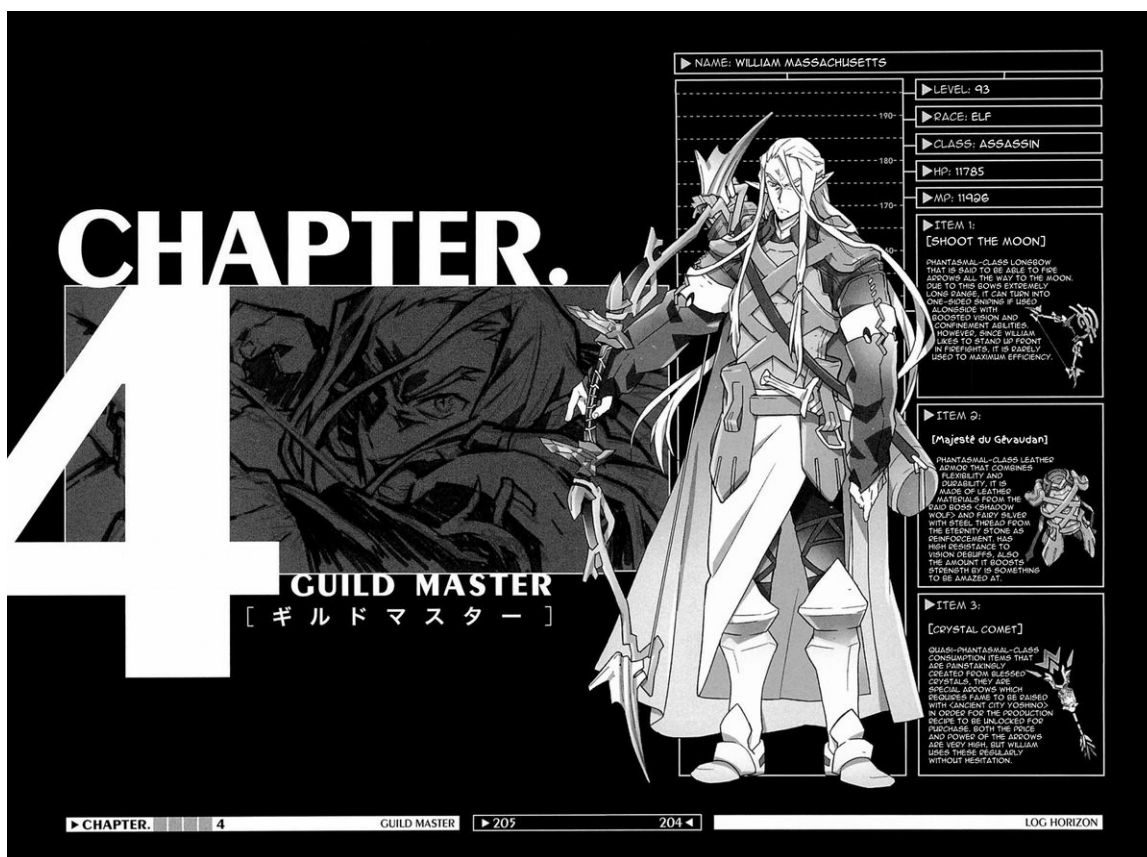 CHAPTER.
4
GUILD MASTER
[ギルドマスター]
NAME: WILLIAM MASSACHUSETTS
190
180
170
160
LEVEL: 93
RACE: ELF
CLASS: ASSASSIN
HP: 11785
MP: 11926
ITEM 1:
[SHOOT THE MOON]
PHANTASMAL-CLASS LONGBOW
THAT IS SAID TO BE ABLE TO FIRE
ARROWS ALL THE WAY TO THE MOON.
DUE TO THIS BOWS EXTREMELY
LONG RANGE, IT CAN TURN INTO
ONE-SIDED SNIPING IF USED
ALONGSIDE WITH
BOOSTED VISION AND
CONFINEMENT ABILITIES.
HOWEVER, SINCE WILLIAM
LIKES TO STAND UP FRONT
IN FIREFIGHTS, IT IS RARELY
USED TO MAXIMUM EFFICIENCY.
ITEM 2:
[Majesté du Gévaudan]
PHANTASMAL-CLASS LEATHER
ARMOR THAT COMBINES
FLEXIBILITY AND
DURABILITY, IT IS
MADE OF LEATHER
MATERIALS FROM THE
RAID BOSS <SHADOW
WOLF> AND FAIRY SILVER
WITH STEEL THREAD FROM
THE ETERNITY STONE AS
REINFORCEMENT. HAS
HIGH RESISTANCE TO
VISION DEBUFFS, ALSO
THE AMOUNT IT BOOSTS
STRENGTH BY IS SOMETHING
TO BE AMAZED AT.
ITEM 3:
[CRYSTAL COMET]
QUASI-PHANTASMAL-CLASS
CONSUMPTION ITEMS THAT
ARE PAINSTAKINGLY
CREATED FROM BLESSED
CRYSTALS, THEY ARE
SPECIAL ARROWS WHICH
REQUIRES FAME TO BE RAISED
WITH <ANCIENT CITY YOSHINO>
IN ORDER FOR THE PRODUCTION
RECIPE TO BE UNLOCKED FOR
PURCHASE. BOTH THE PRICE
AND POWER OF THE ARROWS
ARE VERY HIGH, BUT WILLIAM
USES THESE REGULARLY
WITHOUT HESITATION.
CHAPTER. 4 GUILD MASTER
205 204
LOG HORIZON